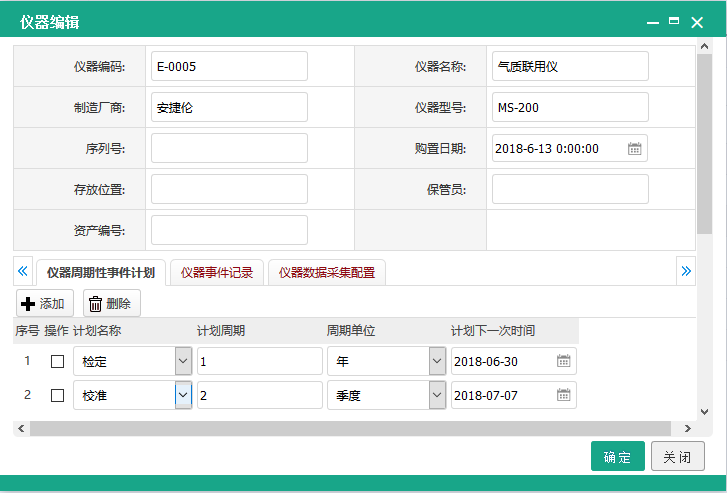 仪器编辑
仪器编码: E-0005 仪器名称: 气质联用仪
制造厂商: 安捷伦 仪器型号: MS-200
序列号: 购置日期: 2018-6-13 0:00:00
存放位置: 保管员:
资产编号:
仪器周期性事件计划 仪器事件记录 仪器数据采集配置
添加 删除
序号 操作 计划名称 计划周期 周期单位 计划下一次时间
1 检定 1 年 2018-06-30
2 校准 2 季度 2018-07-07
确定 关闭